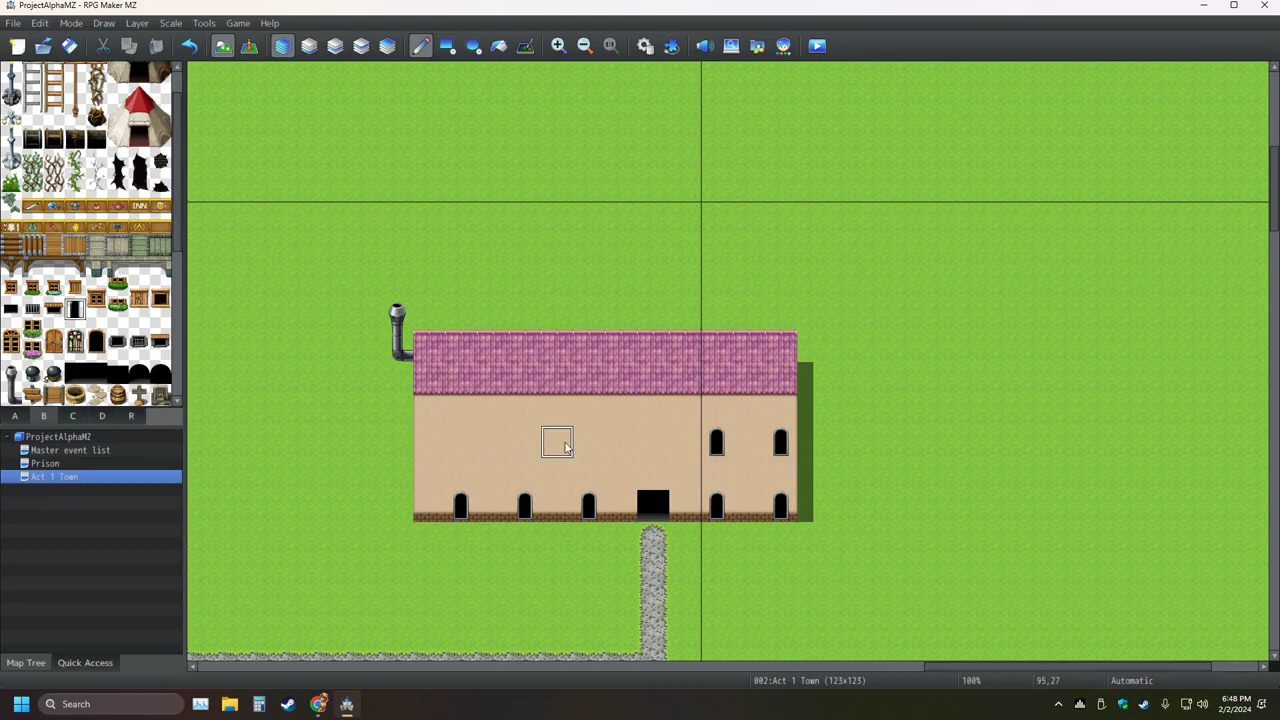 ProjectAlphaMZ - RPG Maker MZ
File Edit Mode Draw Layer Scale Tools Game Help
INN
A B C D R
ProjectAlphaMZ
Master event list
Prison
Act 1 Town
Map Tree Quick Access
002:Act 1 Town (123x123) 100% 95,27 Automatic
Search
6:48 PM
2/2/2024